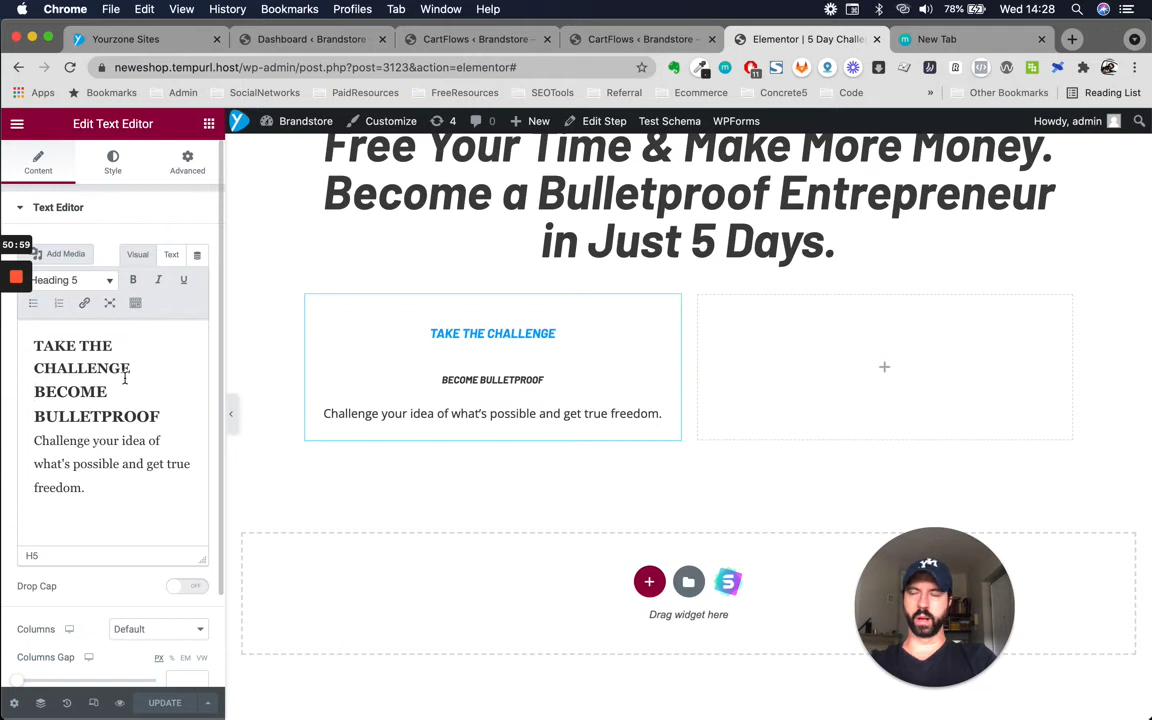 Chrome File Edit View History Bookmarks Profiles Tab Window Help 78% Wed 14:28
Yourzone Sites Dashboard ‹ Brandstore CartFlows ‹ Brandstore – CartFlows ‹ Brandstore – Elementor | 5 Day Challe New Tab
neweshop.tempurl.host/wp-admin/post.php?post=3123&action=elementor#
Apps Bookmarks Admin SocialNetworks PaidResources FreeResources SEOTools Referral Ecommerce Concrete5 Code » Other Bookmarks Reading List
Edit Text Editor
Brandstore Customize 4 0 New Edit Step Test Schema WPForms Howdy, admin
Content Style Advanced
Text Editor
50:59
Add Media Visual Text
Heading 5 B I U
TAKE THE
CHALLENGE
BECOME
BULLETPROOF
Challenge your idea of
what's possible and get true
freedom.
H5
Drop Cap OFF
Columns Default
Columns Gap PX % EM VW
UPDATE
Free Your Time & Make More Money.
Become a Bulletproof Entrepreneur
in Just 5 Days.
TAKE THE CHALLENGE
BECOME BULLETPROOF
Challenge your idea of what's possible and get true freedom.
Drag widget here